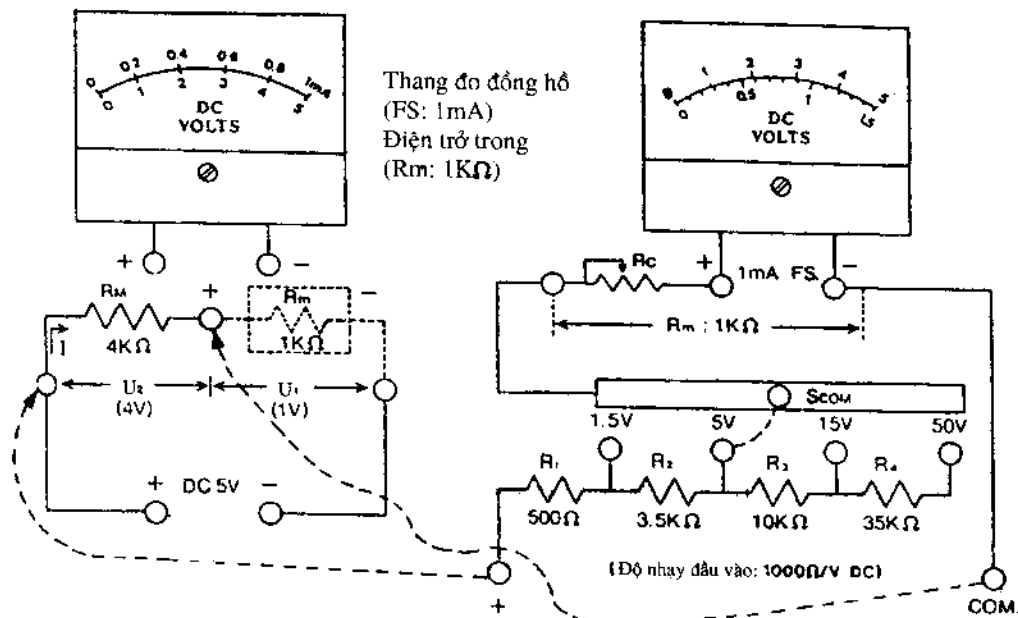 0 0.2 0.4 0.6 0.8 1mA
0 1 2 3 4 5
DC
VOLTS
Thang đo đồng hồ
(FS: 1mA)
Điện trở trong
(Rm: 1KΩ)
0 1 2 3 4 5
0 0.5 1 1.5
DC
VOLTS
+ −
+ 1mA FS. −
RC
Rm : 1KΩ
RM + Rm −
I 4KΩ 1KΩ
U2 U1
(4V) (1V)
+ DC 5V −
SCOM
1.5V 5V 15V 50V
R1 R2 R3 R4
500Ω 3.5KΩ 10KΩ 35KΩ
(Độ nhạy đầu vào: 1000Ω/V DC)
+ COM.